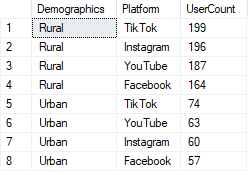 Demographics Platform UserCount
1 Rural TikTok 199
2 Rural Instagram 196
3 Rural YouTube 187
4 Rural Facebook 164
5 Urban TikTok 74
6 Urban YouTube 63
7 Urban Instagram 60
8 Urban Facebook 57